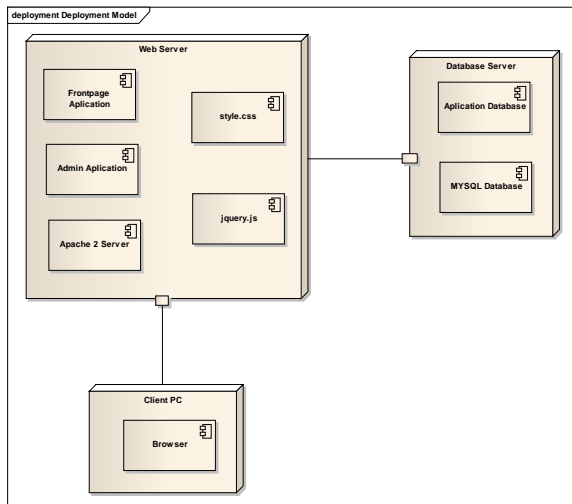 deployment Deployment Model
Web Server
Frontpage
Aplication
style.css
Admin Aplication
jquery.js
Apache 2 Server
Database Server
Aplication Database
MYSQL Database
Client PC
Browser